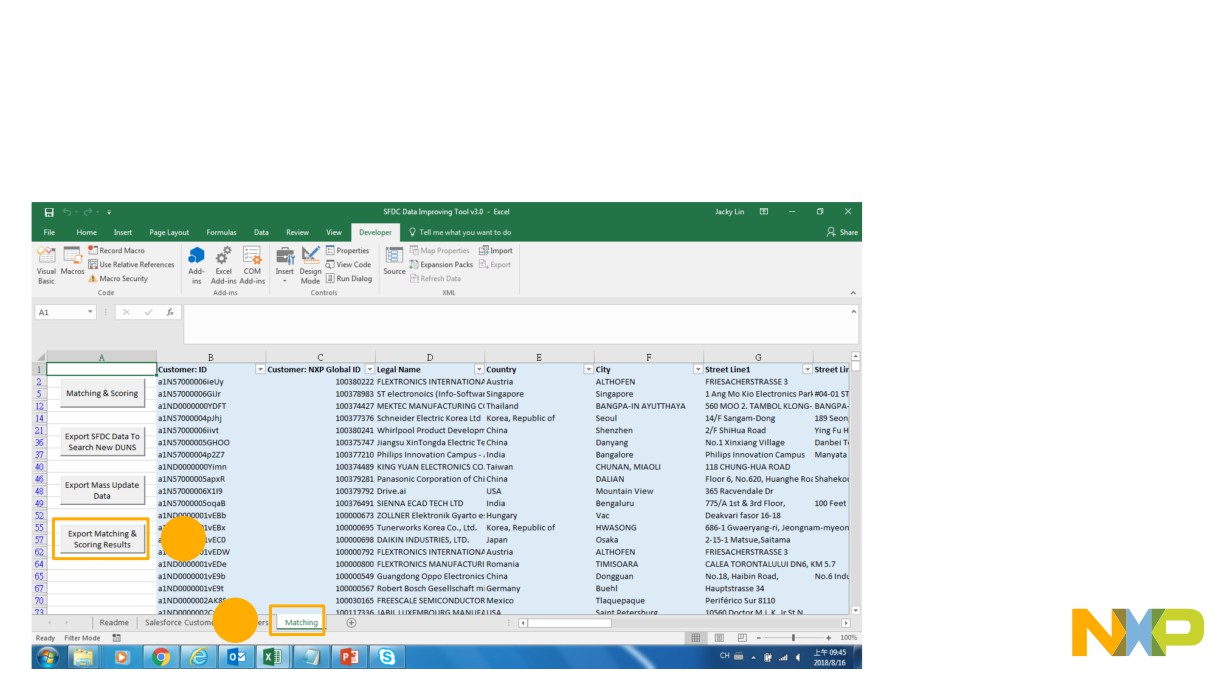 SFDC Data Improving Tool v3.0 - Excel
Jacky Lin
File Home Insert Page Layout Formulas Data Review View Developer Tell me what you want to do Share
Visual Basic
Macros
Record Macro
Use Relative References
Macro Security
Code
Add-ins
Excel Add-ins
COM Add-ins
Add-ins
Insert
Design Mode
Properties
View Code
Run Dialog
Controls
Source
Map Properties
Expansion Packs
Refresh Data
Import
Export
XML
A1
fx
A B C D E F G
1 Customer: ID Customer: NXP Global ID Legal Name Country City Street Line1 Street Lin
2 a1N57000006IeUy 100380222 FLEXTRONICS INTERNATIONA Austria ALTHOFEN FRIESACHERSTRASSE 3
5 a1N57000006GiJr 100378983 ST electronoics (Info-Softwar Singapore Singapore 1 Ang Mo Kio Electronics Park #04-01 ST
12 a1ND0000000YDFT 100374427 MEKTEC MANUFACTURING C Thailand BANGPA-IN AYUTTHAYA 560 MOO 2. TAMBOL KLONG- BANGPA-
14 a1N57000004pJhj 100377376 Schneider Electric Korea Ltd Korea, Republic of Seoul 14/F Sangam-Dong 189 Seon
21 a1N57000006iivt 100380241 Whirlpool Product Developm China Shenzhen 2/F ShiHua Road Ying Fu H
36 a1N57000005GHOO 100375747 Jiangsu XinTongda Electric Te China Danyang No.1 Xinxiang Village Danbei T
37 a1N57000004p2Z7 100377210 Philips Innovation Campus - India Bangalore Philips Innovation Campus Manyata
40 a1ND0000000Yimn 100374489 KING YUAN ELECTRONICS CO. Taiwan CHUNAN, MIAOLI 118 CHUNG-HUA ROAD
46 a1N57000005apxR 100379281 Panasonic Corporation of Chi China DALIAN Floor 6, No.620, Huanghe Roa Shahekou
48 a1N57000006X1I9 100379792 Drive.ai USA Mountain View 365 Racvendale Dr
49 a1N57000005oqaB 100376491 SIENNA ECAD TECH LTD India Bengaluru 775/A 1st & 3rd Floor, 100 Feet
52 a1ND0000001vEBb 100000673 ZOLLNER Elektronik Gyarto e Hungary Vac Deakvari fasor 16-18
55 1vEBx 100000695 Tunerworks Korea Co., Ltd. Korea, Republic of HWASONG 686-1 Gwaeryang-ri, Jeongnam-myeon
57 1vEC0 100000698 DAIKIN INDUSTRIES, LTD. Japan Osaka 2-15-1 Matsue,Saitama
62 1vEDW 100000792 FLEXTRONICS INTERNATIONA Austria ALTHOFEN FRIESACHERSTRASSE 3
64 a1ND0000001vEDe 100000800 FLEXTRONICS MANUFACTURI Romania TIMISOARA CALEA TORONTALULUI DN6, KM 5.7
65 a1ND0000001vE9b 100000549 Guangdong Oppo Electronics China Dongguan No.18, Haibin Road, No.6 Indu
67 a1ND0000001vE9t 100000567 Robert Bosch Gesellschaft m Germany Buehl Hauptstrasse 34
70 100030165 FREESCALE SEMICONDUCTOR Mexico Tlaquepaque Periférico Sur 8110
73 100117336 JABIL LUXEMBOURG MANUFA USA Saint Petersburg 10560 Doctor M L K Jr St N
Matching & Scoring
Export SFDC Data To
Search New DUNS
Export Mass Update
Data
Export Matching &
Scoring Results
Readme Salesforce Custom ers Matching
Ready Filter Mode 100%
CH 上午 09:45
2018/8/16
NXP